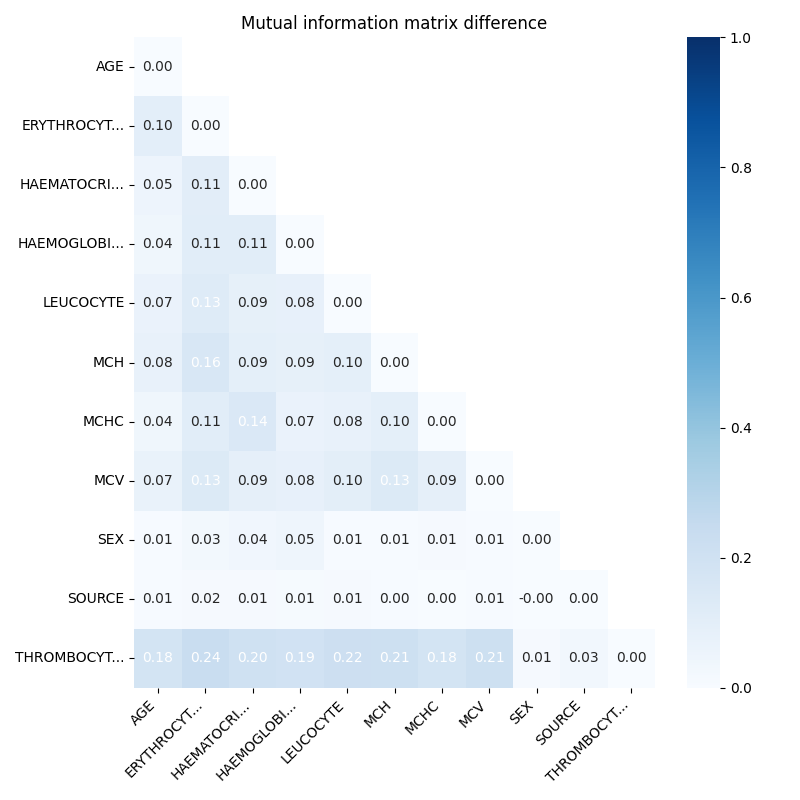 Mutual information matrix difference
AGE 0.00
ERYTHROCYT... 0.10 0.00
HAEMATOCRI... 0.05 0.11 0.00
HAEMOGLOBI... 0.04 0.11 0.11 0.00
LEUCOCYTE 0.07 0.13 0.09 0.08 0.00
MCH 0.08 0.16 0.09 0.09 0.10 0.00
MCHC 0.04 0.11 0.14 0.07 0.08 0.10 0.00
MCV 0.07 0.13 0.09 0.08 0.10 0.13 0.09 0.00
SEX 0.01 0.03 0.04 0.05 0.01 0.01 0.01 0.01 0.00
SOURCE 0.01 0.02 0.01 0.01 0.01 0.00 0.00 0.01 -0.00 0.00
THROMBOCYT... 0.18 0.24 0.20 0.19 0.22 0.21 0.18 0.21 0.01 0.03 0.00
AGE
ERYTHROCYT...
HAEMATOCRI...
HAEMOGLOBI...
LEUCOCYTE
MCH
MCHC
MCV
SEX
SOURCE
THROMBOCYT...
1.0
0.8
0.6
0.4
0.2
0.0